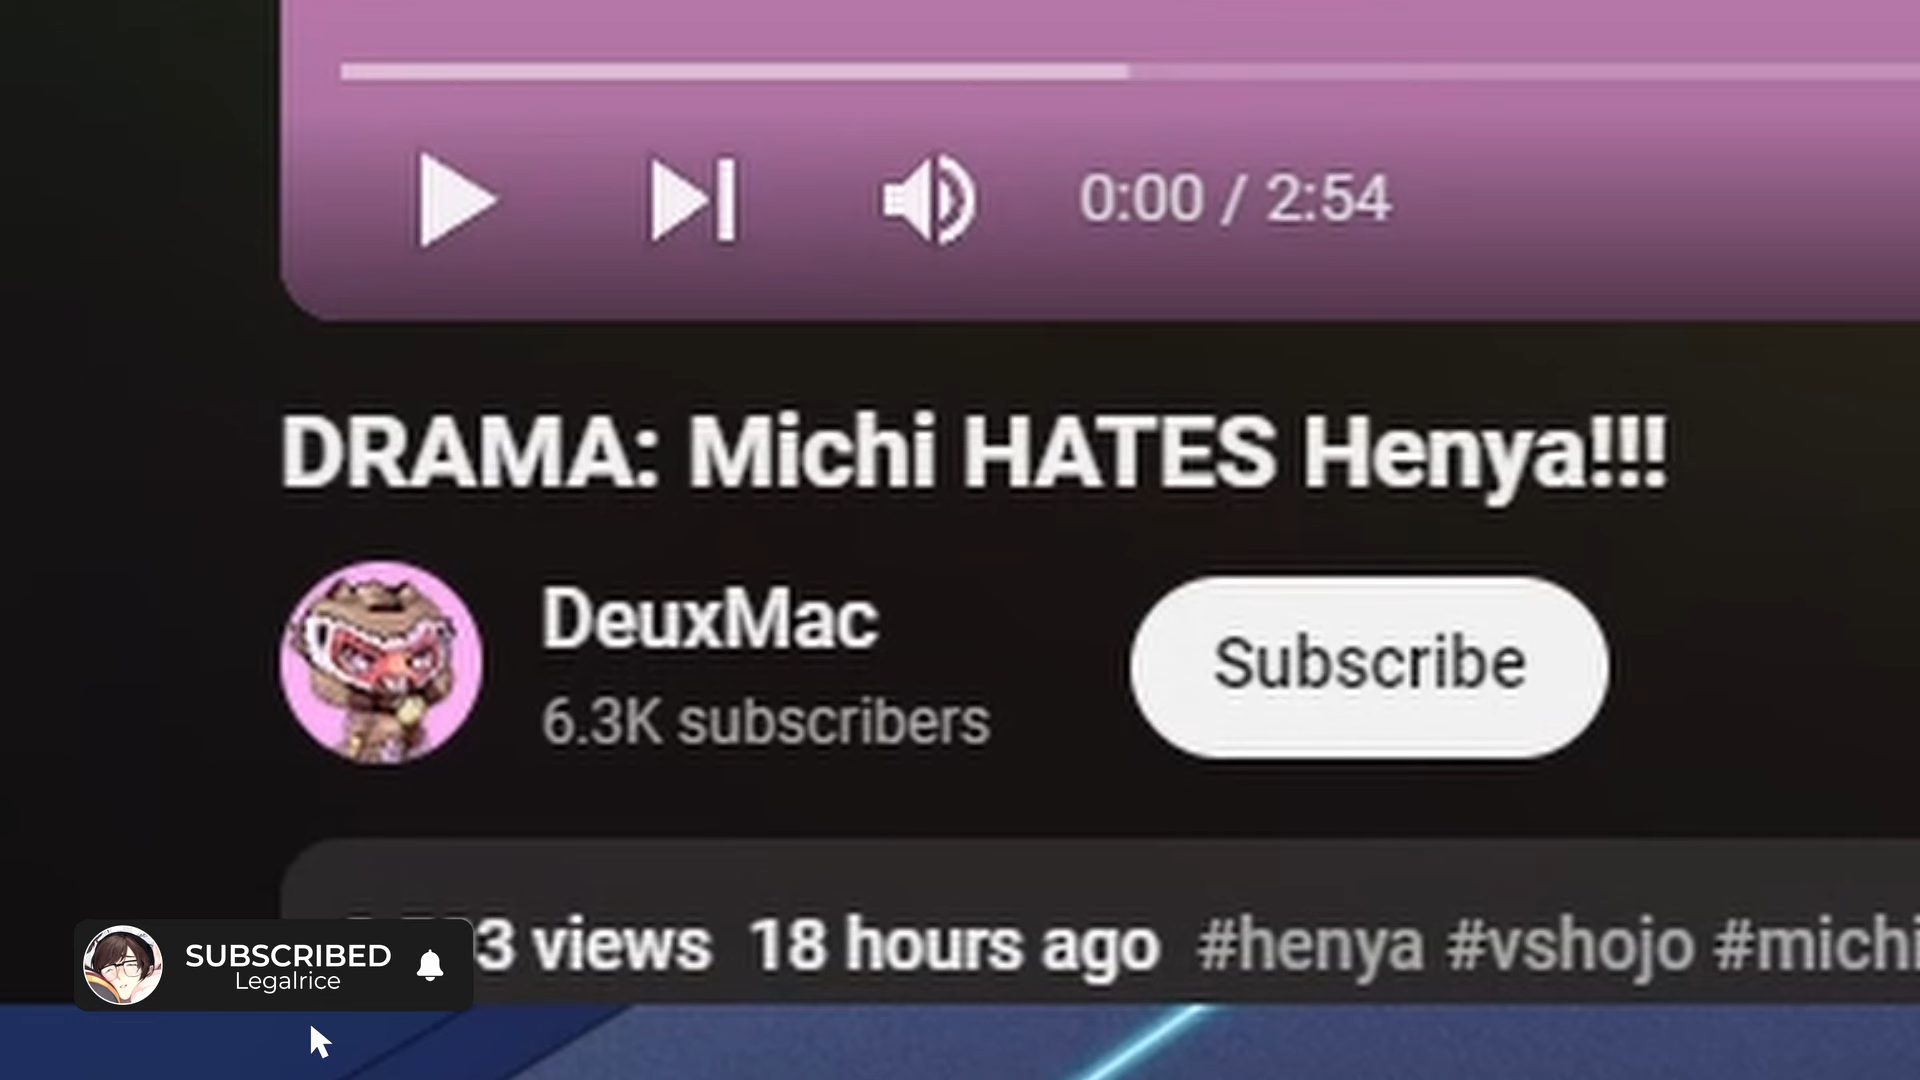 0:00 / 2:54
DRAMA: Michi HATES Henya!!!
DeuxMac
6.3K subscribers
Subscribe
3 views 18 hours ago #henya #vshojo #michi
SUBSCRIBED
Legalrice